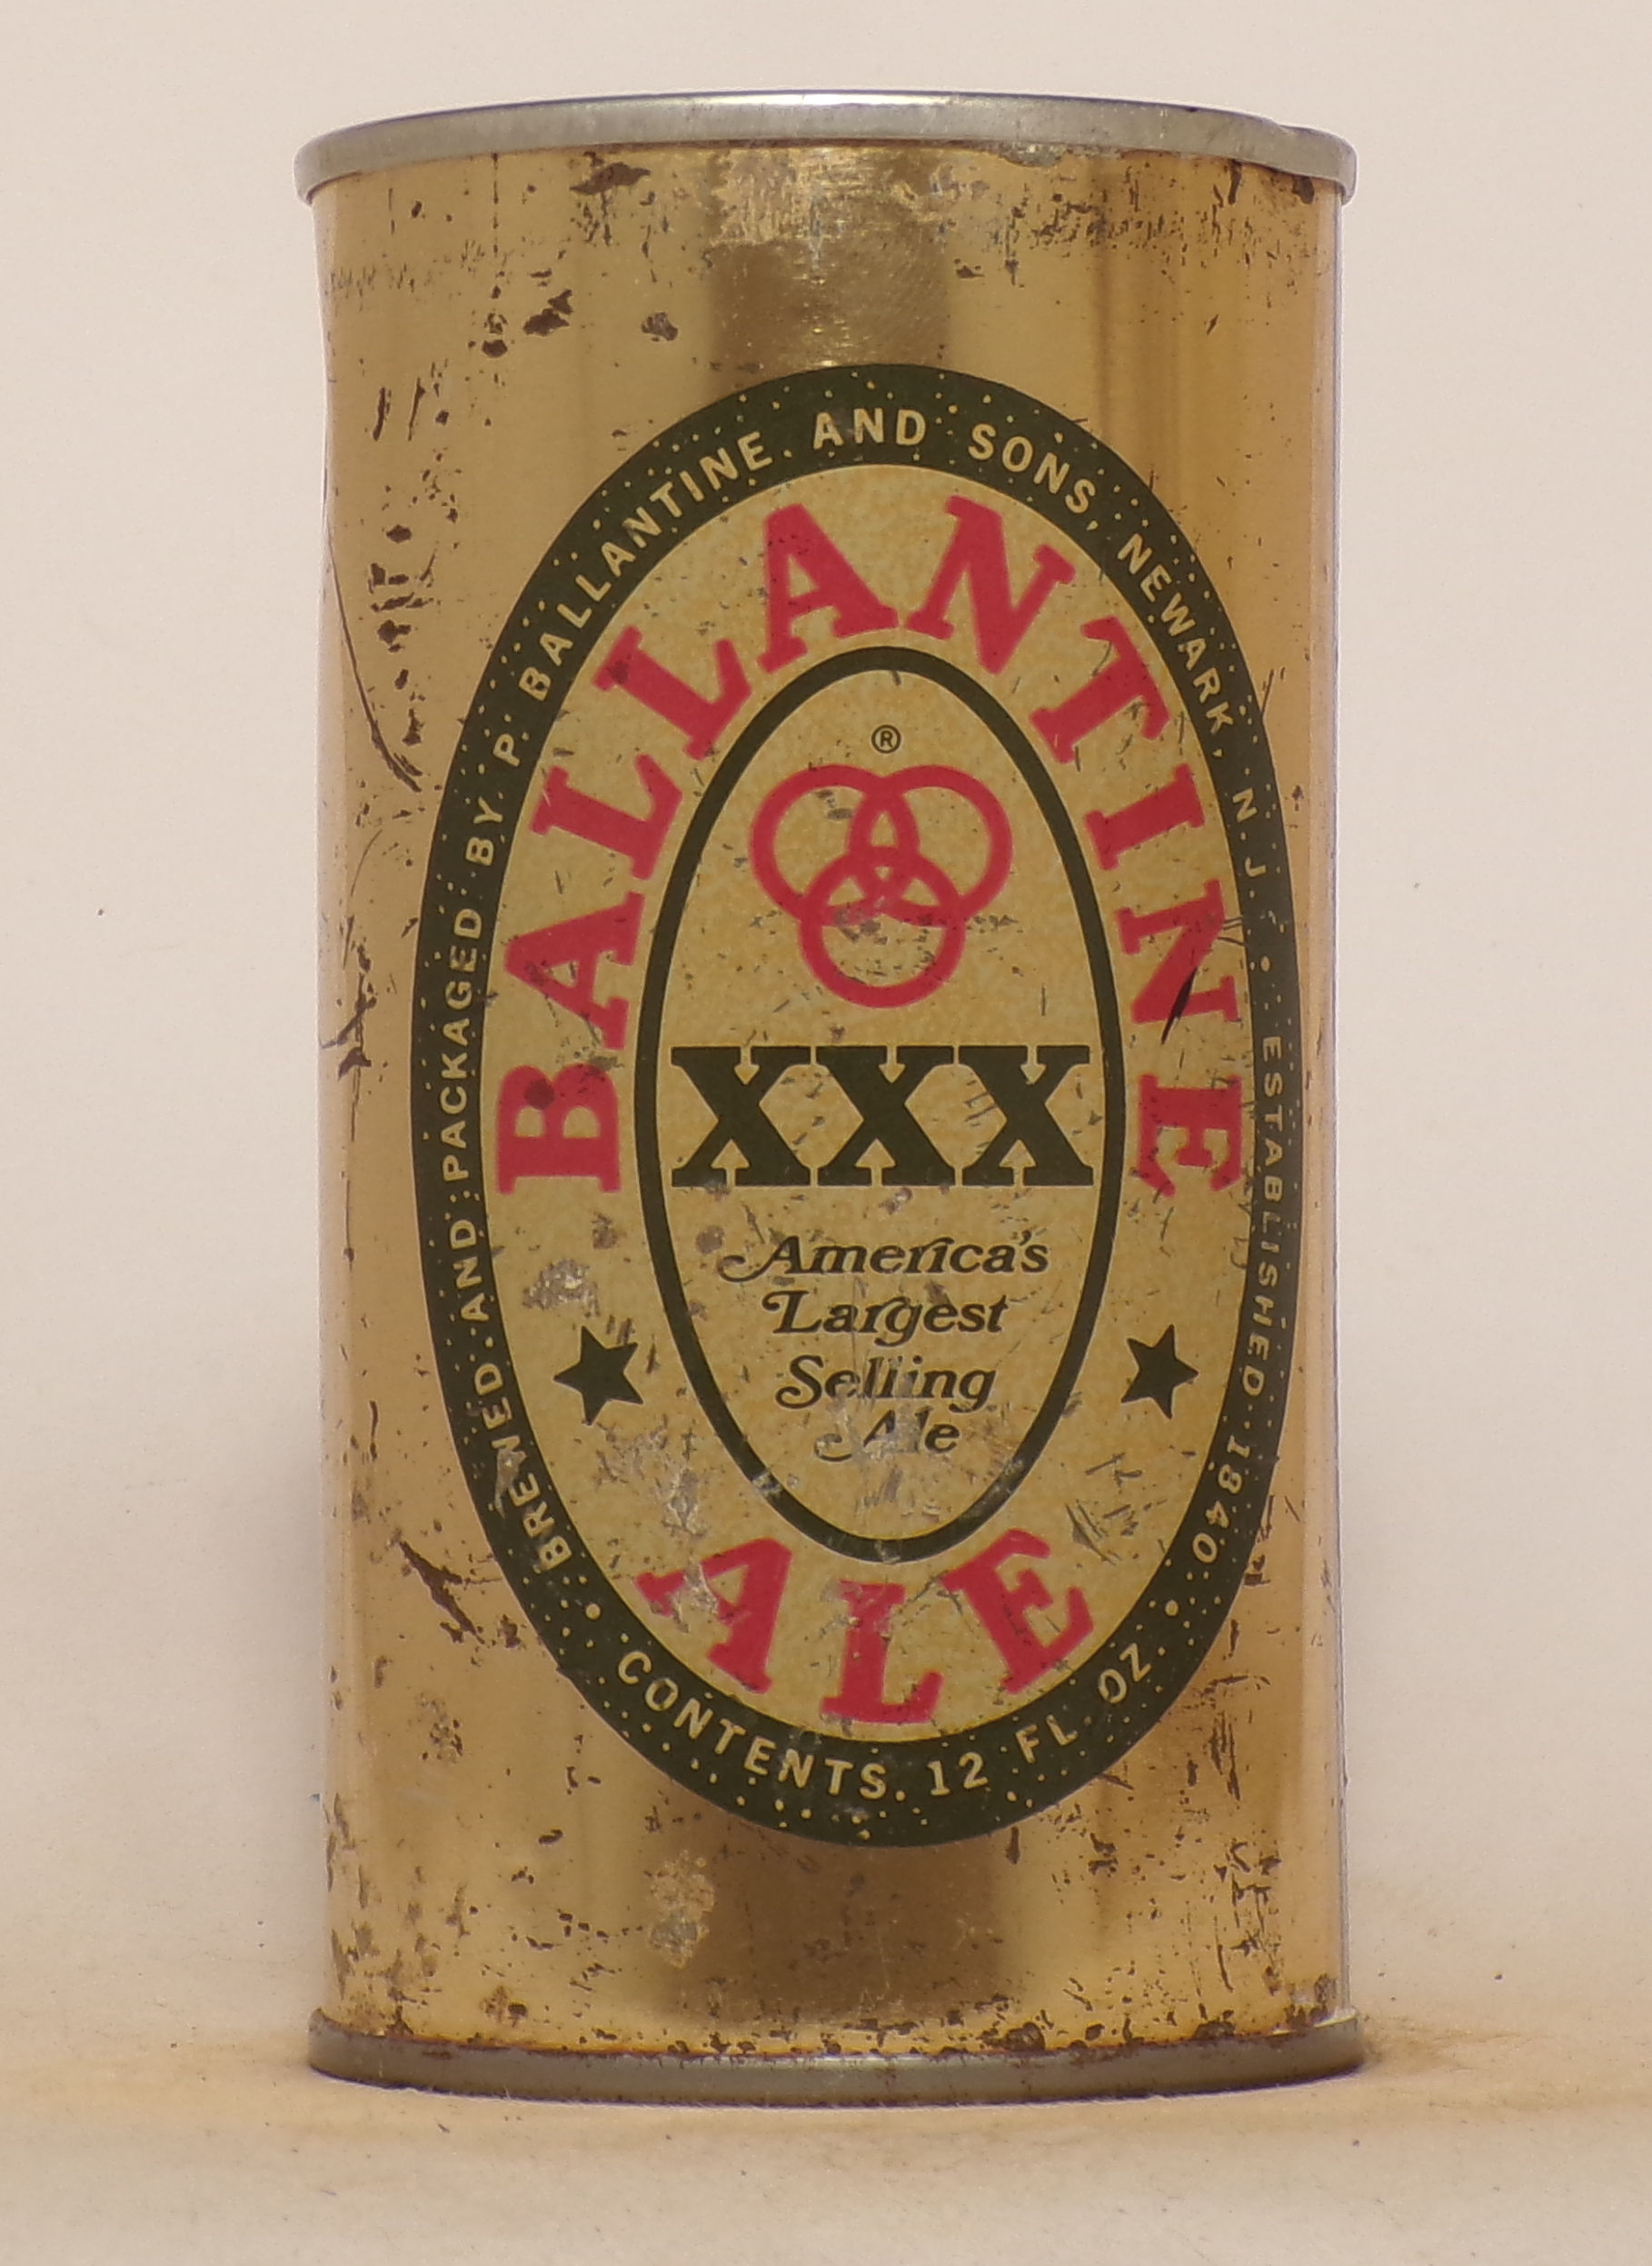 BREWED AND PACKAGED BY P. BALLANTINE AND SONS, NEWARK, N. J. • ESTABLISHED 1840 •
BALLANTINE
®
XXX
America's
Largest
Selling
Ale
ALE
CONTENTS 12 FL. OZ.